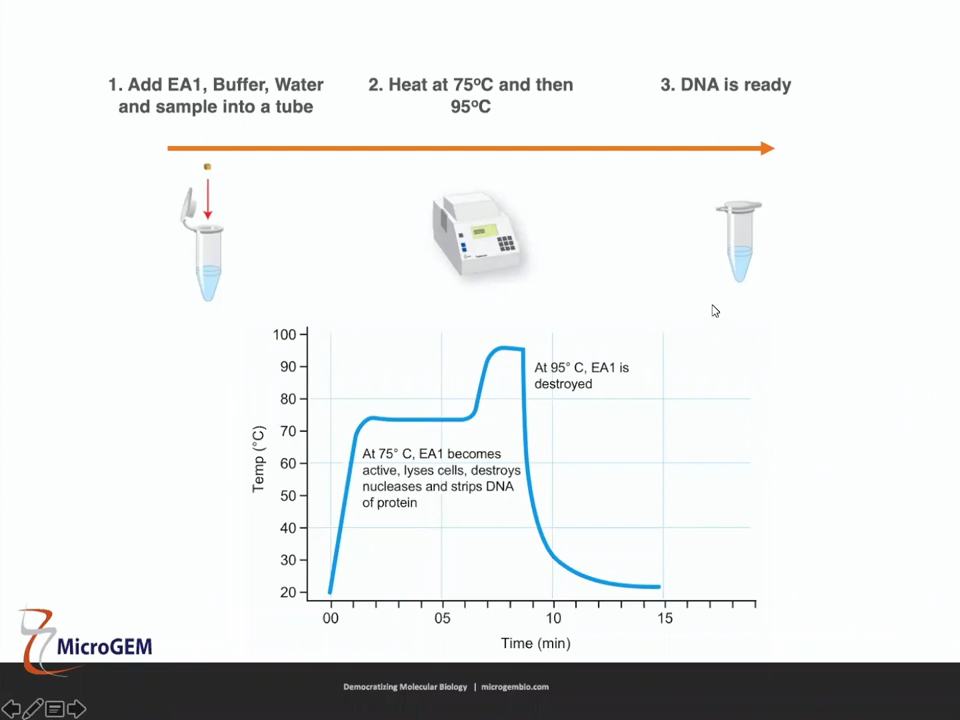 1. Add EA1, Buffer, Water
and sample into a tube
2. Heat at 75ºC and then
95ºC
3. DNA is ready
100
90
80
70
60
50
40
30
20
Temp (°C)
At 95° C, EA1 is
destroyed
At 75° C, EA1 becomes
active, lyses cells, destroys
nucleases and strips DNA
of protein
00 05 10 15
Time (min)
MicroGEM
Democratizing Molecular Biology | microgembio.com